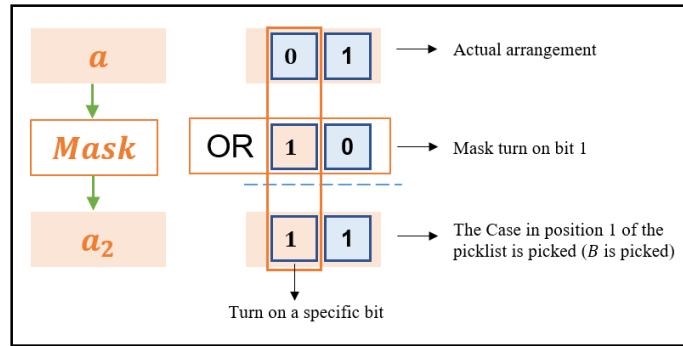 a
0 1
Actual arrangement
Mask
OR 1 0
Mask turn on bit 1
a₂
1 1
The Case in position 1 of the
picklist is picked (B is picked)
Turn on a specific bit